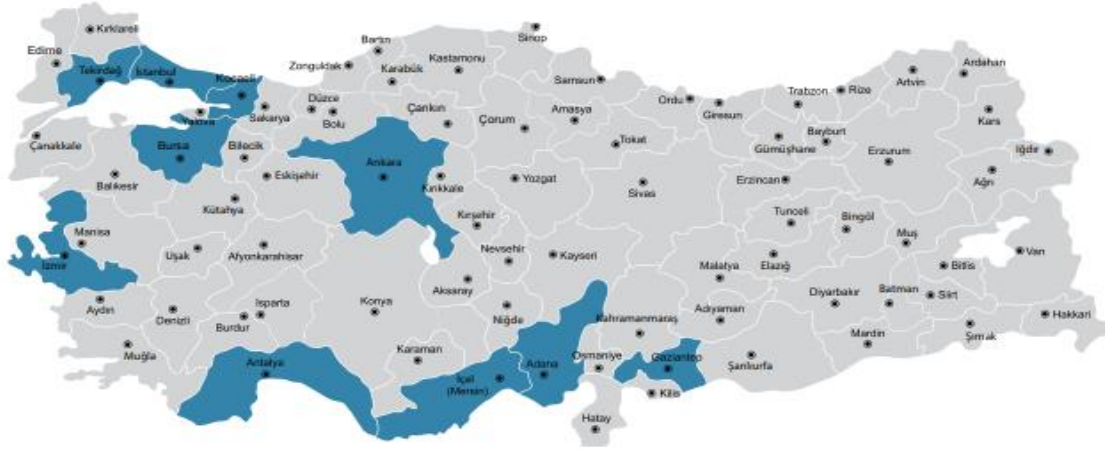 Kırklareli
Edirne
Tekirdağ
İstanbul
Kocaeli
Yalova
Sakarya
Düzce
Bolu
Zonguldak
Bartın
Karabük
Kastamonu
Sinop
Çankırı
Çorum
Samsun
Amasya
Tokat
Ordu
Giresun
Trabzon
Rize
Artvin
Ardahan
Kars
Iğdır
Gümüşhane
Bayburt
Erzurum
Ağrı
Çanakkale
Bursa
Bilecik
Balıkesir
Eskişehir
Kütahya
Ankara
Kırıkkale
Yozgat
Sivas
Erzincan
Kırşehir
Manisa
İzmir
Uşak
Afyonkarahisar
Nevsehir
Kayseri
Tunceli
Bingöl
Muş
Malatya
Elazığ
Bitlis
Van
Aydın
Denizli
Isparta
Burdur
Konya
Aksaray
Niğde
Kahramanmaraş
Adıyaman
Diyarbakır
Batman
Siirt
Hakkari
Şırnak
Mardin
Muğla
Antalya
Karaman
İçel
(Mersin)
Adana
Osmaniye
Gaziantep
Şanlıurfa
Kilis
Hatay